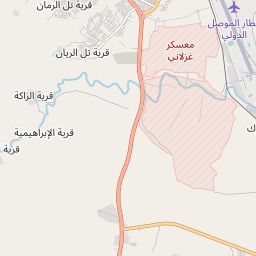 قرية تل الرمان
مطار الموصل
الدولي
معسكر
غزلاني
قرية تل الريان
قرية الزاكة
قرية الإبراهيمية
قرية